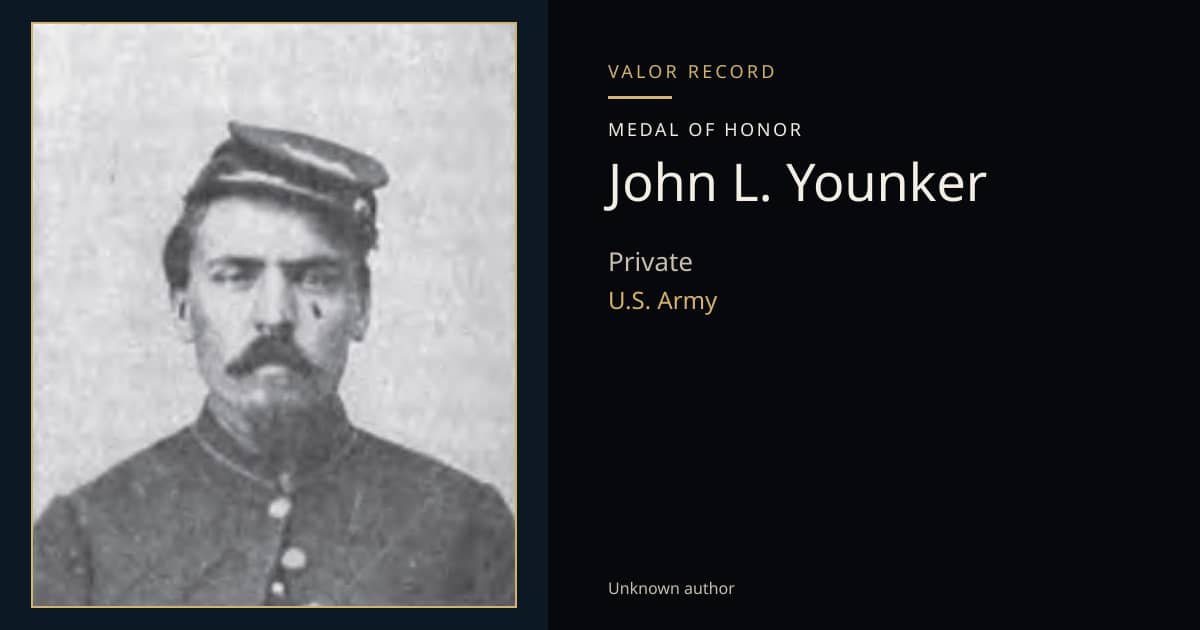 VALOR RECORD
MEDAL OF HONOR
John L. Younker
Private
U.S. Army
Unknown author